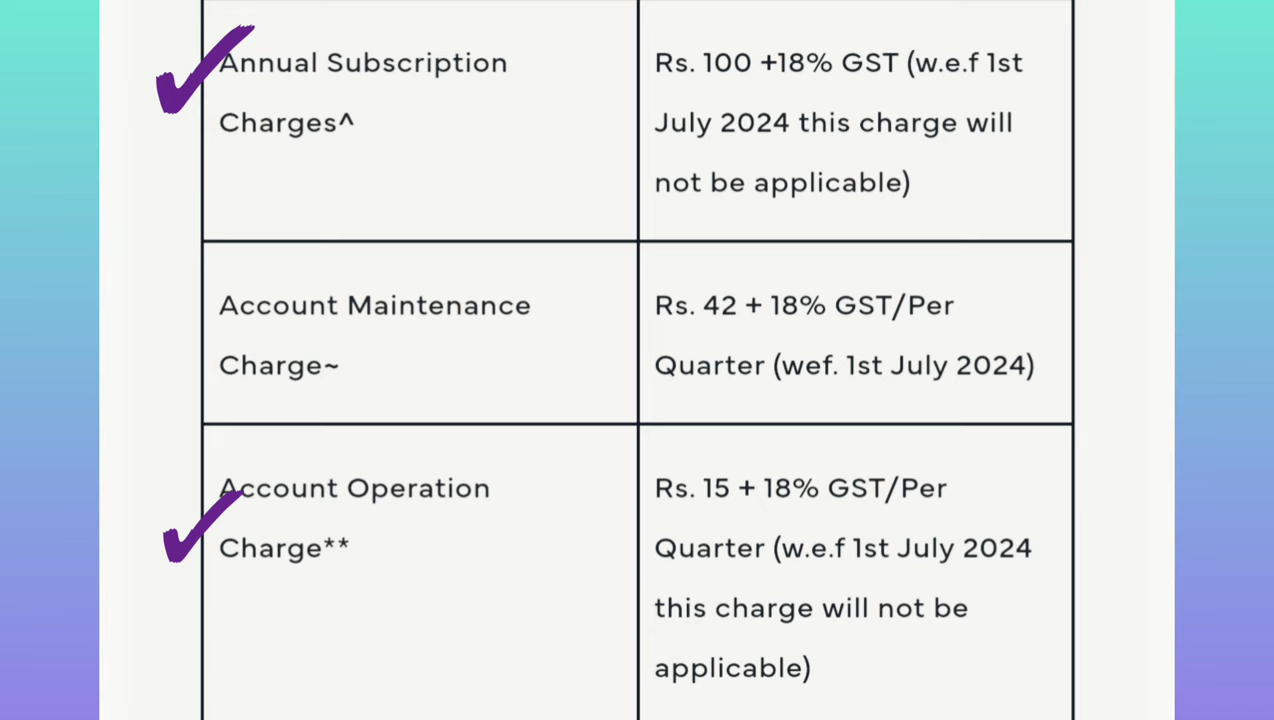 Annual Subscription
Charges^
Rs. 100 +18% GST (w.e.f 1st
July 2024 this charge will
not be applicable)
Account Maintenance
Charge~
Rs. 42 + 18% GST/Per
Quarter (wef. 1st July 2024)
Account Operation
Charge**
Rs. 15 + 18% GST/Per
Quarter (w.e.f 1st July 2024
this charge will not be
applicable)